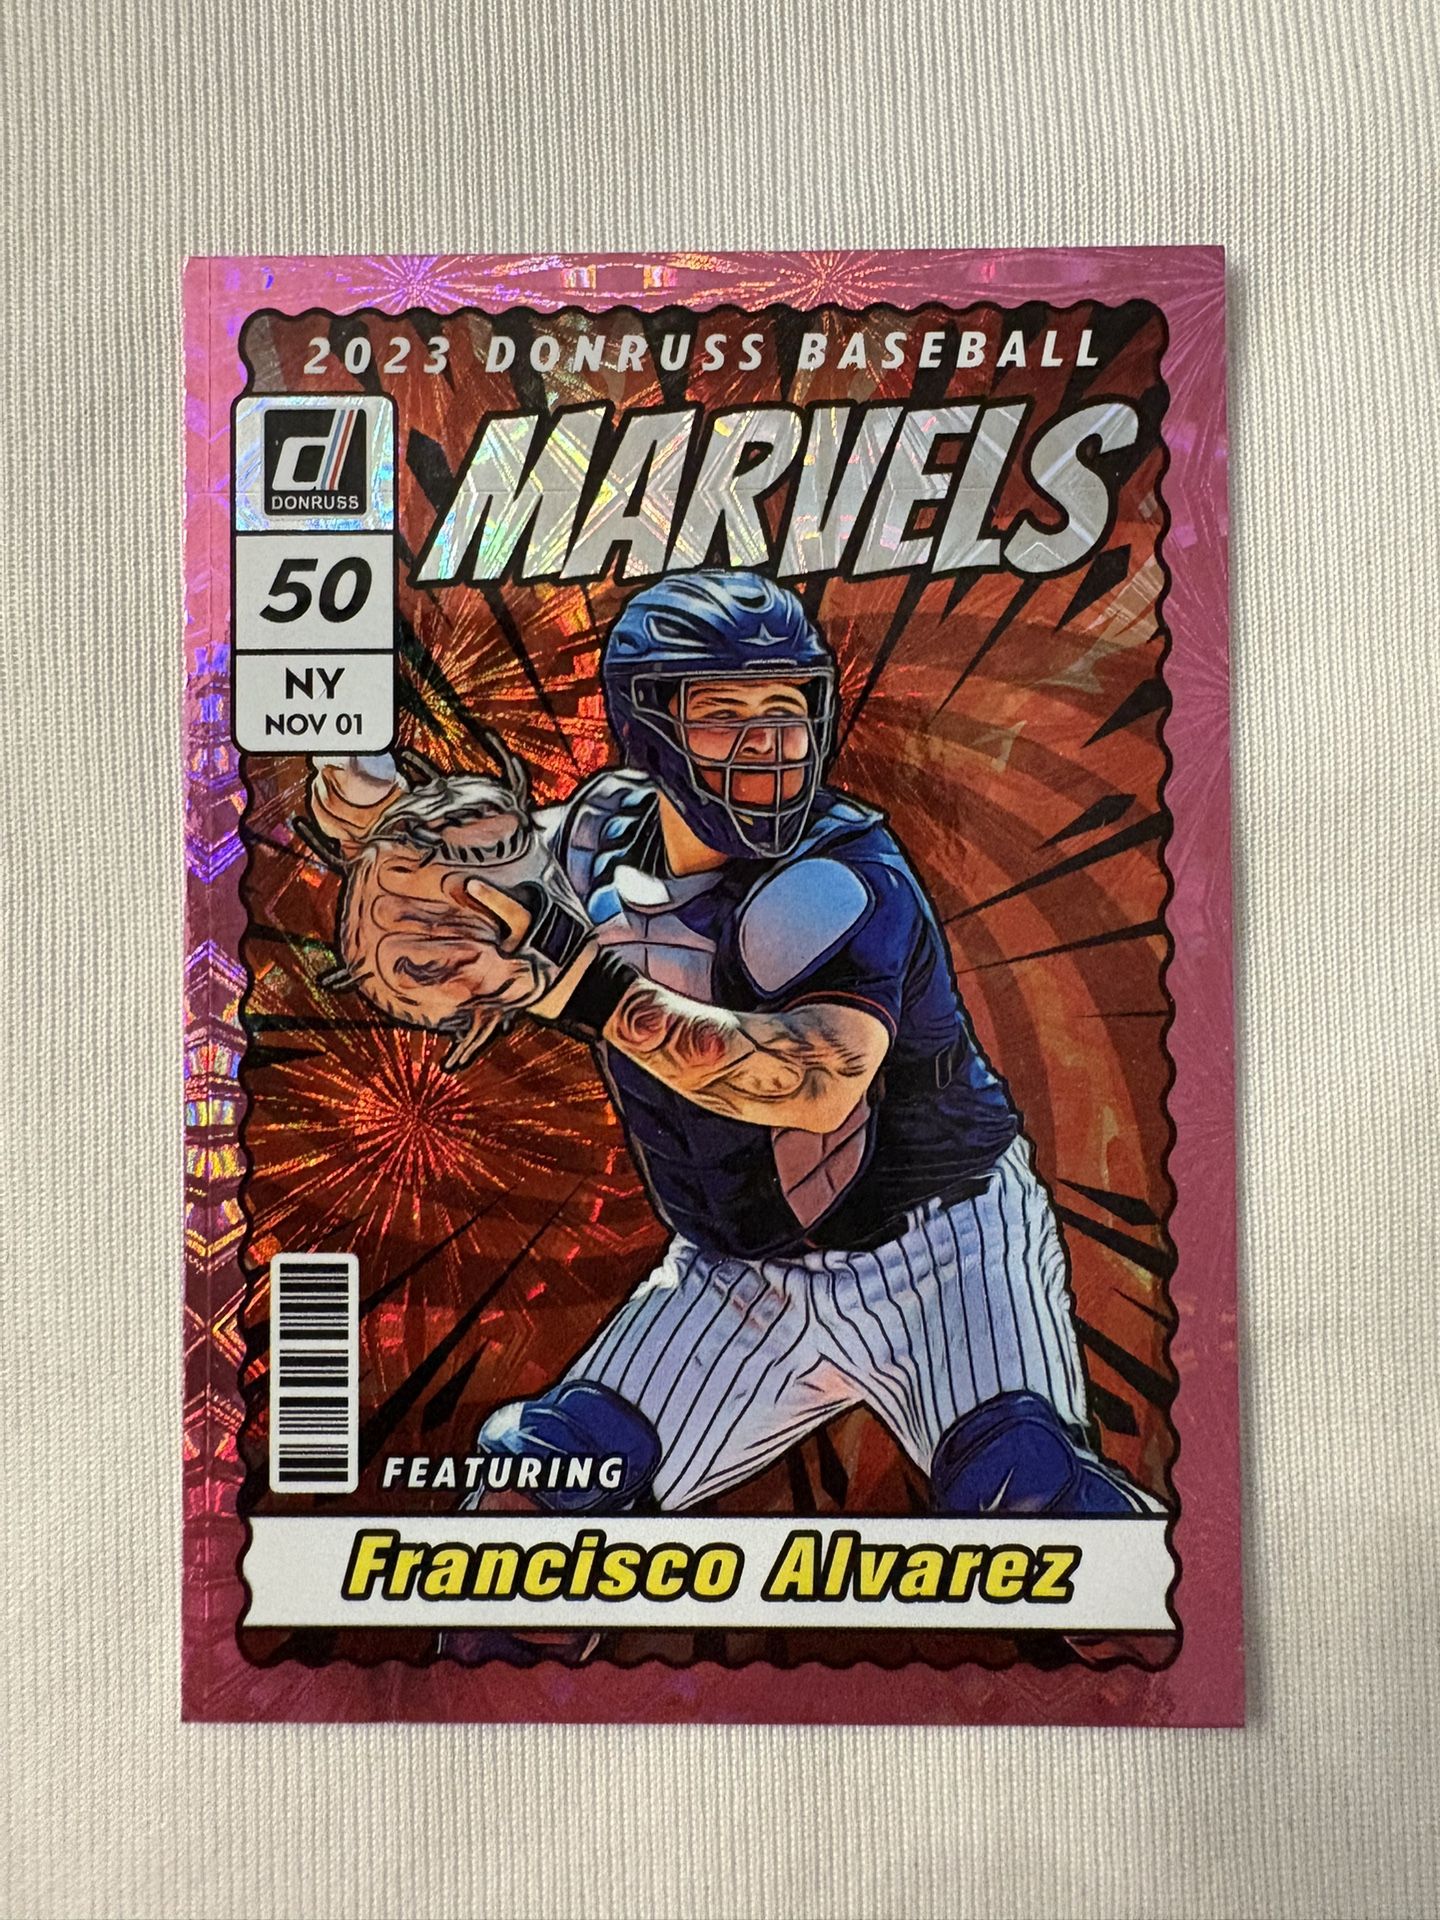 2023 DONRUSS BASEBALL
MARVELS
d
DONRUSS
50
NY
NOV 01
FEATURING
Francisco Alvarez